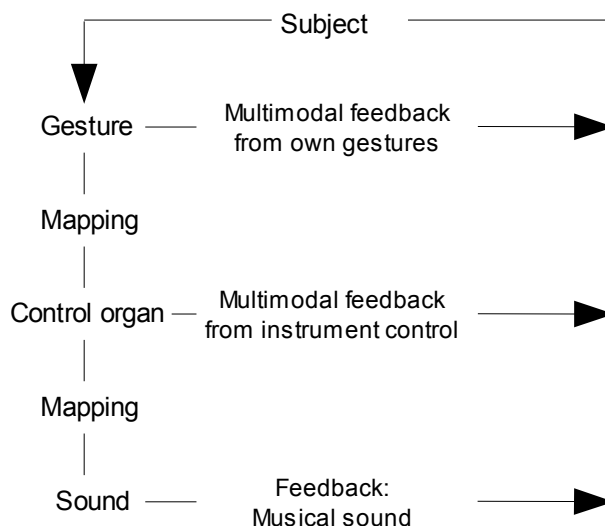 Subject
Gesture
Multimodal feedback
from own gestures
Mapping
Control organ
Multimodal feedback
from instrument control
Mapping
Sound
Feedback:
Musical sound